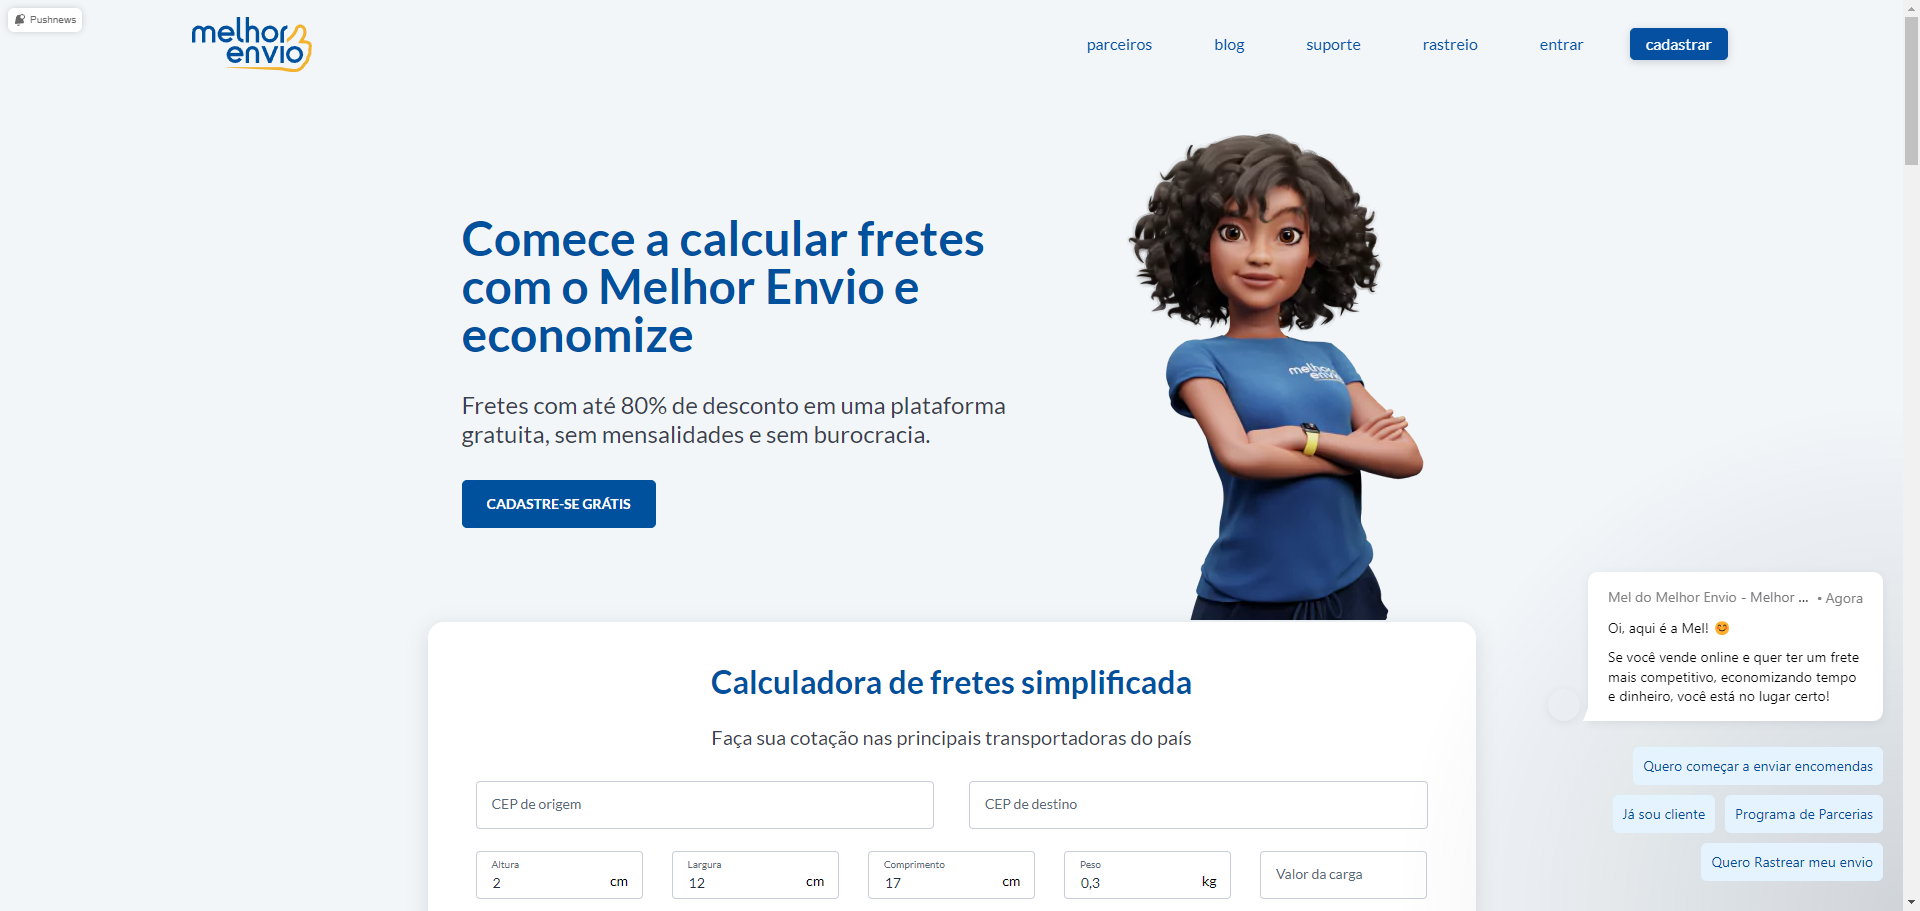 Pushnews
melhor
envio
parceiros
blog
suporte
rastreio
entrar
cadastrar
Comece a calcular fretes
com o Melhor Envio e
economize
Fretes com até 80% de desconto em uma plataforma
gratuita, sem mensalidades e sem burocracia.
CADASTRE-SE GRÁTIS
melhor
envio
Calculadora de fretes simplificada
Faça sua cotação nas principais transportadoras do país
CEP de origem
CEP de destino
Altura
2 cm
Largura
12 cm
Comprimento
17 cm
Peso
0,3 kg
Valor da carga
Mel do Melhor Envio - Melhor ... • Agora
Oi, aqui é a Mel! 😊
Se você vende online e quer ter um frete
mais competitivo, economizando tempo
e dinheiro, você está no lugar certo!
Quero começar a enviar encomendas
Já sou cliente
Programa de Parcerias
Quero Rastrear meu envio